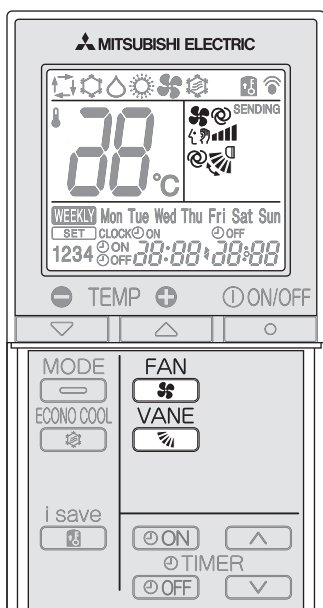 MITSUBISHI ELECTRIC
SENDING
88 °C
WEEKLY Mon Tue Wed Thu Fri Sat Sun
SET CLOCK ON OFF
1234 ON 88:88 88:88
OFF
TEMP ON/OFF
MODE FAN
ECONO COOL VANE
i save
ON
TIMER
OFF